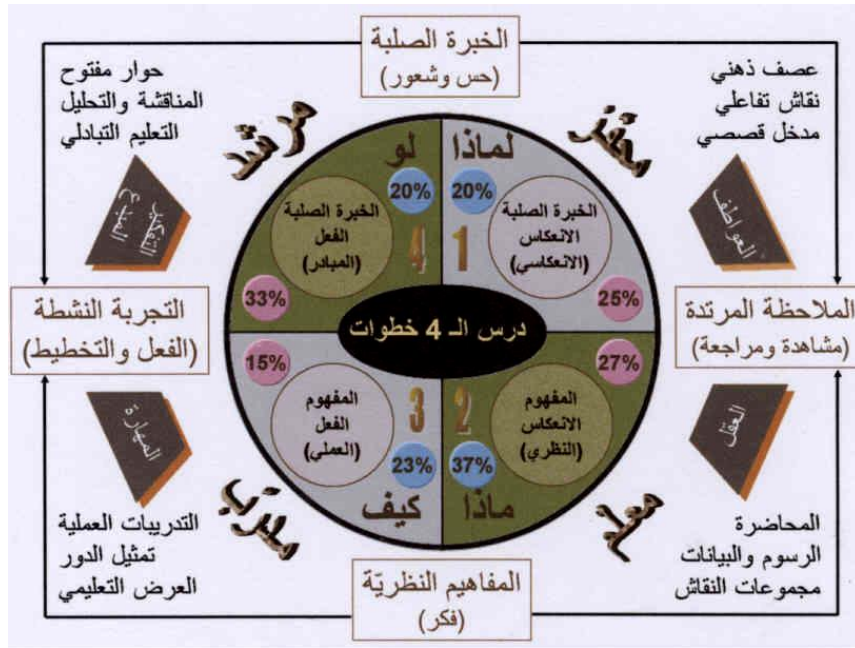 الخبرة الصلبة
(حس وشعور)
عصف ذهني
نقاش تفاعلي
مدخل قصصي
حوار مفتوح
المناقشة والتحليل
التعليم التبادلي
محفز
مرشد
العواطف
التفكير
المبدع
لماذا
20%
الخبرة الصلبة
الانعكاس
(الانعكاسي)
1
25%
لو
20%
الخبرة الصلبة
الفعل
(المبادر)
4
33%
الملاحظة المرتدة
(مشاهدة ومراجعة)
درس الـ 4 خطوات
التجربة النشطة
(الفعل والتخطيط)
27%
المفهوم
الانعكاس
(النظري)
2
37%
ماذا
15%
المفهوم
الفعل
(العملي)
3
23%
كيف
العقل
المهارة
معلم
مدرّب
المحاضرة
الرسوم والبيانات
مجموعات النقاش
التدريبات العملية
تمثيل الدور
العرض التعليمي
المفاهيم النظريّة
(فكر)